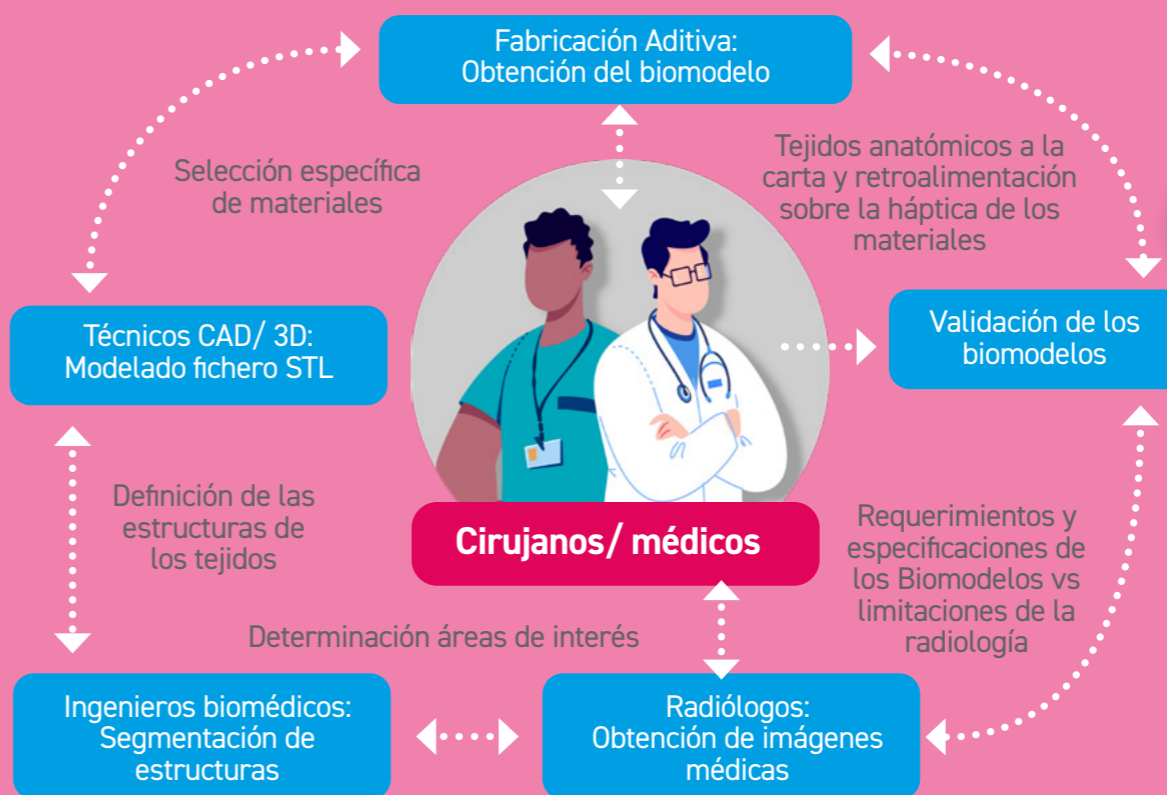 Fabricación Aditiva:
Obtención del biomodelo
Selección específica
de materiales
Tejidos anatómicos a la
carta y retroalimentación
sobre la háptica de los
materiales
Técnicos CAD/ 3D:
Modelado fichero STL
Validación de los
biomodelos
Definición de las
estructuras de
los tejidos
Cirujanos/ médicos
Requerimientos y
especificaciones de
los Biomodelos vs
limitaciones de la
radiología
Determinación áreas de interés
Ingenieros biomédicos:
Segmentación de
estructuras
Radiólogos:
Obtención de imágenes
médicas